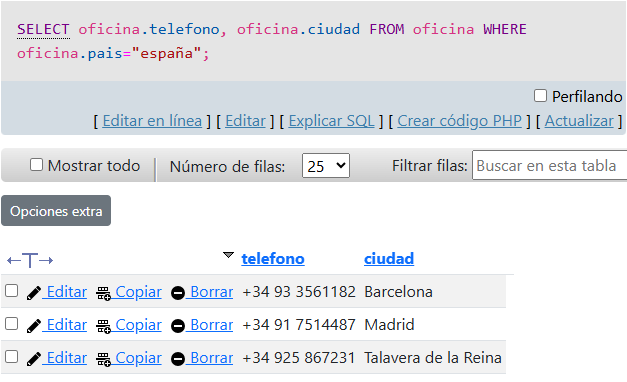 SELECT oficina.telefono, oficina.ciudad FROM oficina WHERE
oficina.pais="españa";
Perfilando
[ Editar en línea ] [ Editar ] [ Explicar SQL ] [ Crear código PHP ] [ Actualizar ]
Mostrar todo Número de filas: 25 Filtrar filas: Buscar en esta tabla
Opciones extra
←T→ telefono ciudad
Editar Copiar Borrar +34 93 3561182 Barcelona
Editar Copiar Borrar +34 91 7514487 Madrid
Editar Copiar Borrar +34 925 867231 Talavera de la Reina